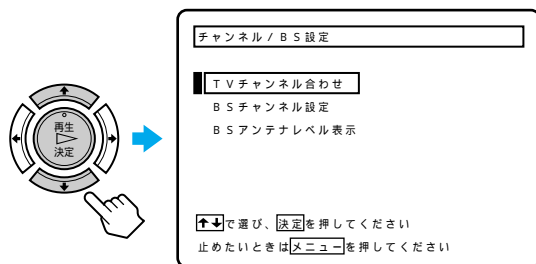 再生
決定
チャンネル/BS設定
TVチャンネル合わせ
BSチャンネル設定
BSアンテナレベル表示
↑↓で選び、決定を押してください
止めたいときはメニューを押してください